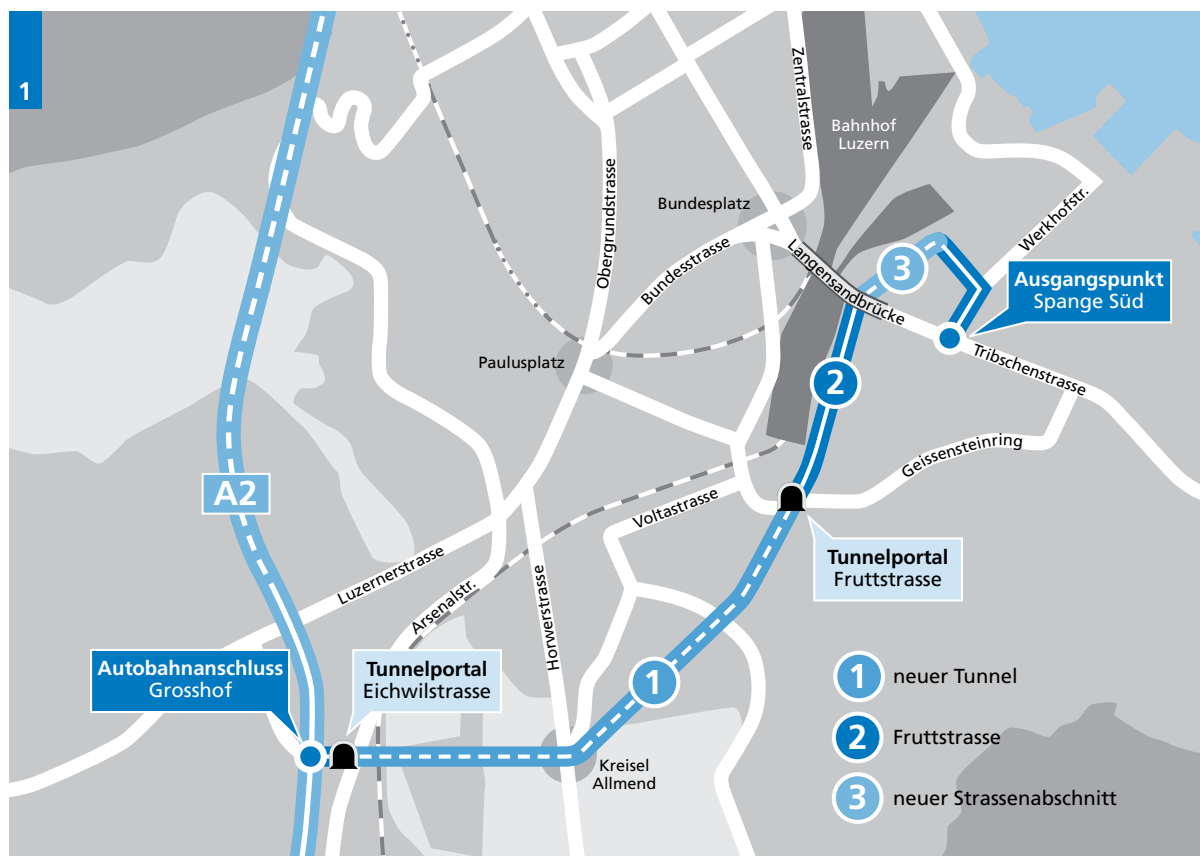 1
Zentralstrasse
Bahnhof
Luzern
Obergrundstrasse
Bundesplatz
Werkhofstr.
Bundesstrasse
Langensandbrücke
3
Ausgangspunkt
Spange Süd
Paulusplatz
2
Tribschenstrasse
A2
Geissensteinring
Voltastrasse
Luzernerstrasse
Tunnelportal
Fruttstrasse
Arsenalstr.
Horwerstrasse
Autobahnanschluss
Grosshof
Tunnelportal
Eichwilstrasse
1
1 neuer Tunnel
2 Fruttstrasse
Kreisel
Allmend
3 neuer Strassenabschnitt